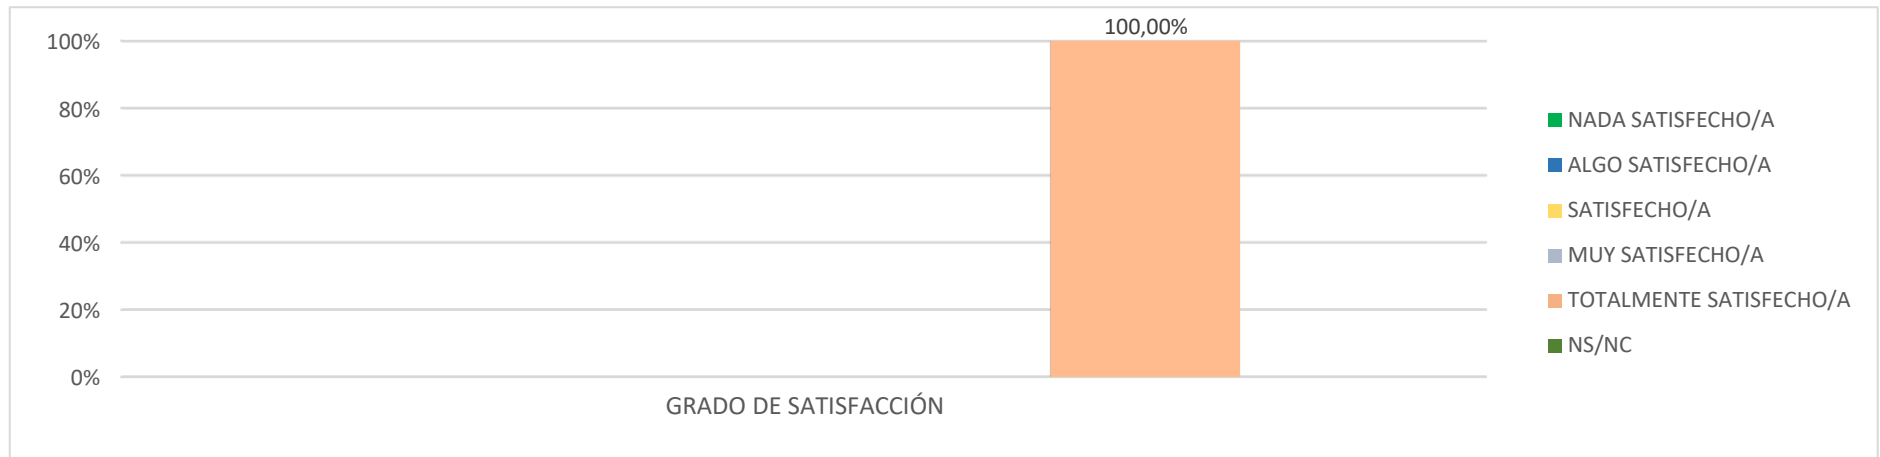 100,00%
100%
80%
60%
40%
20%
0%
GRADO DE SATISFACCIÓN
NADA SATISFECHO/A
ALGO SATISFECHO/A
SATISFECHO/A
MUY SATISFECHO/A
TOTALMENTE SATISFECHO/A
NS/NC